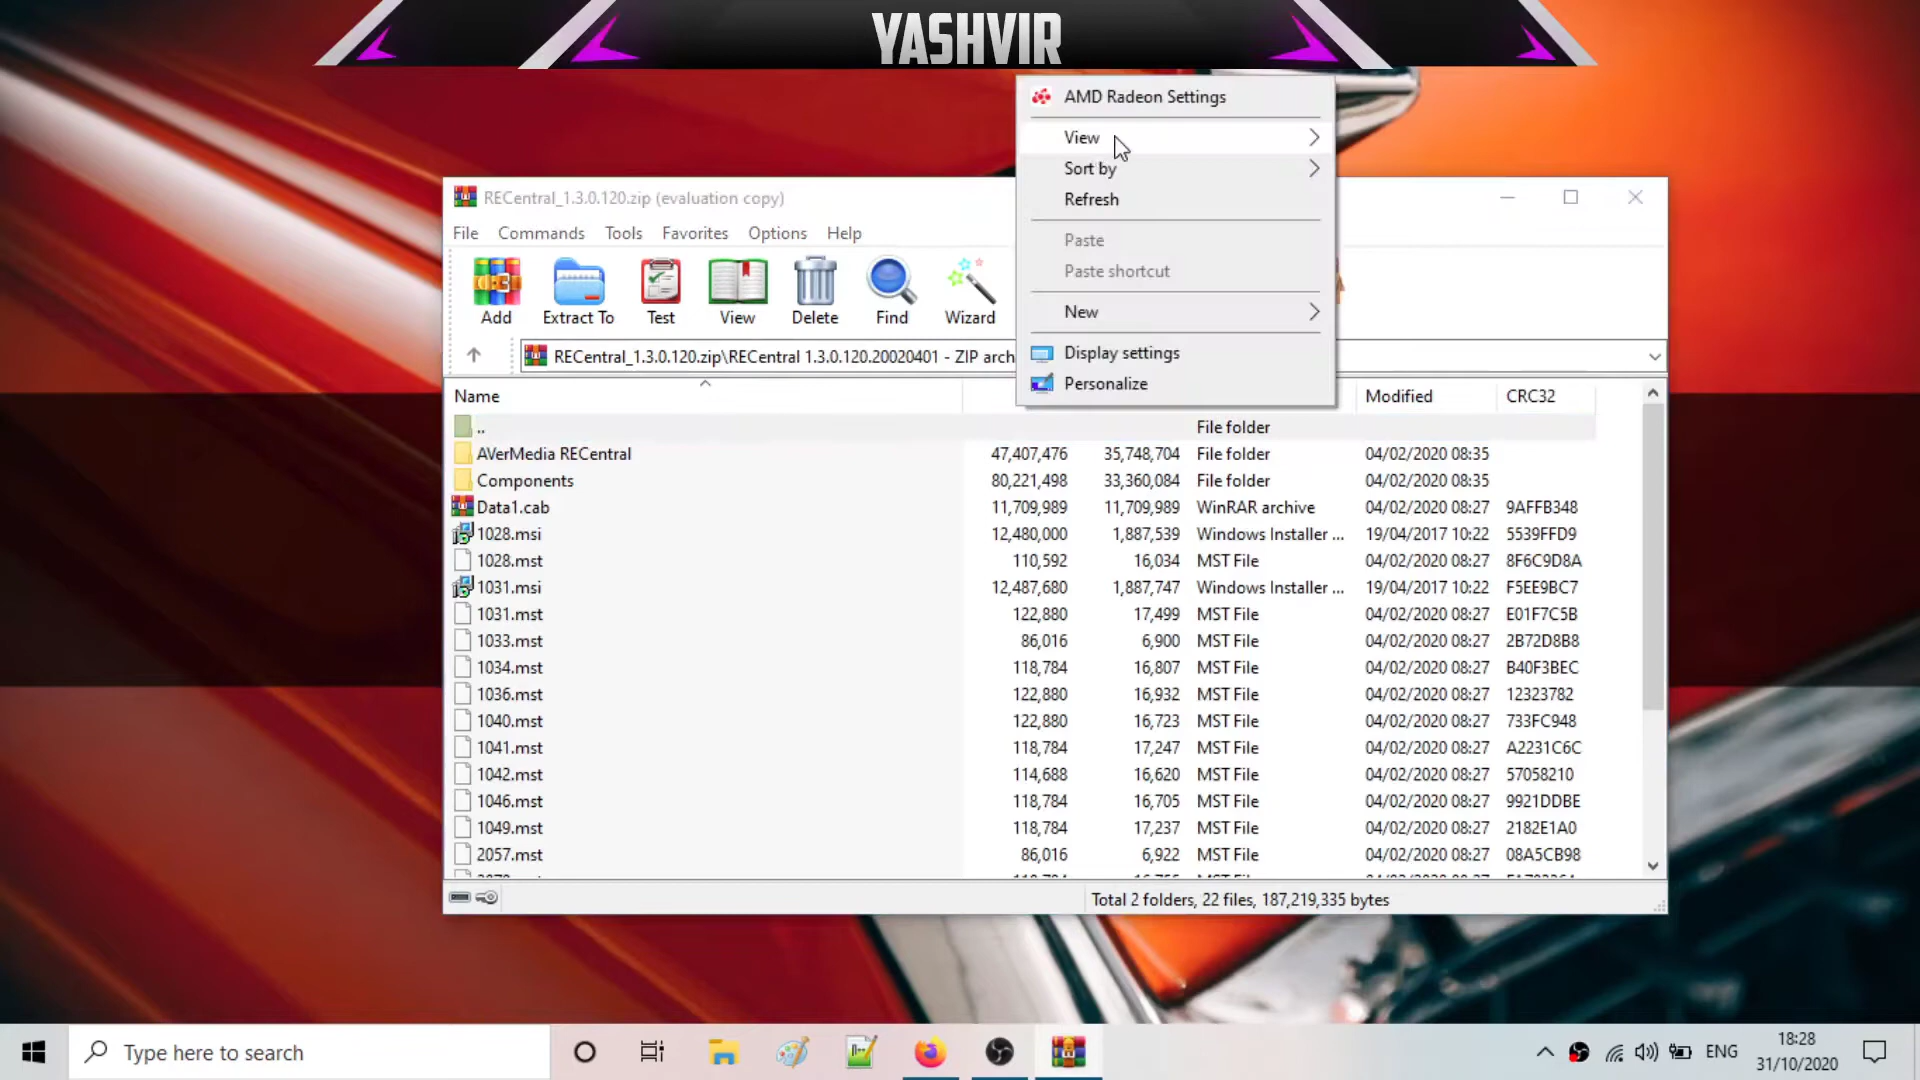 YASHVIR
AMD Radeon Settings
View
Sort by
Refresh
Paste
Paste shortcut
New
Display settings
Personalize
RECentral_1.3.0.120.zip (evaluation copy)
File Commands Tools Favorites Options Help
Add Extract To Test View Delete Find Wizard
RECentral_1.3.0.120.zip\RECentral 1.3.0.120.20020401 - ZIP arch
Name Modified CRC32
.. File folder
AVerMedia RECentral 47,407,476 35,748,704 File folder 04/02/2020 08:35
Components 80,221,498 33,360,084 File folder 04/02/2020 08:35
Data1.cab 11,709,989 11,709,989 WinRAR archive 04/02/2020 08:27 9AFFB348
1028.msi 12,480,000 1,887,539 Windows Installer ... 19/04/2017 10:22 5539FFD9
1028.mst 110,592 16,034 MST File 04/02/2020 08:27 8F6C9D8A
1031.msi 12,487,680 1,887,747 Windows Installer ... 19/04/2017 10:22 F5EE9BC7
1031.mst 122,880 17,499 MST File 04/02/2020 08:27 E01F7C5B
1033.mst 86,016 6,900 MST File 04/02/2020 08:27 2B72D8B8
1034.mst 118,784 16,807 MST File 04/02/2020 08:27 B40F3BEC
1036.mst 122,880 16,932 MST File 04/02/2020 08:27 12323782
1040.mst 122,880 16,723 MST File 04/02/2020 08:27 733FC948
1041.mst 118,784 17,247 MST File 04/02/2020 08:27 A2231C6C
1042.mst 114,688 16,620 MST File 04/02/2020 08:27 57058210
1046.mst 118,784 16,705 MST File 04/02/2020 08:27 9921DDBE
1049.mst 118,784 17,237 MST File 04/02/2020 08:27 2182E1A0
2057.mst 86,016 6,922 MST File 04/02/2020 08:27 08A5CB98
Total 2 folders, 22 files, 187,219,335 bytes
Type here to search
ENG
18:28
31/10/2020